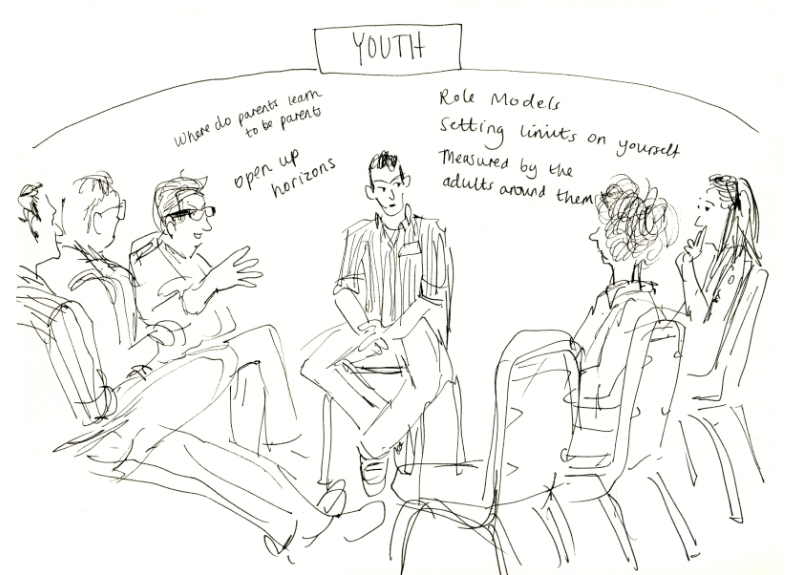 YOUTH
Where do parents learn
to be parents
open up
horizons
Role Models
Setting limits on yourself
Measured by the
adults around them